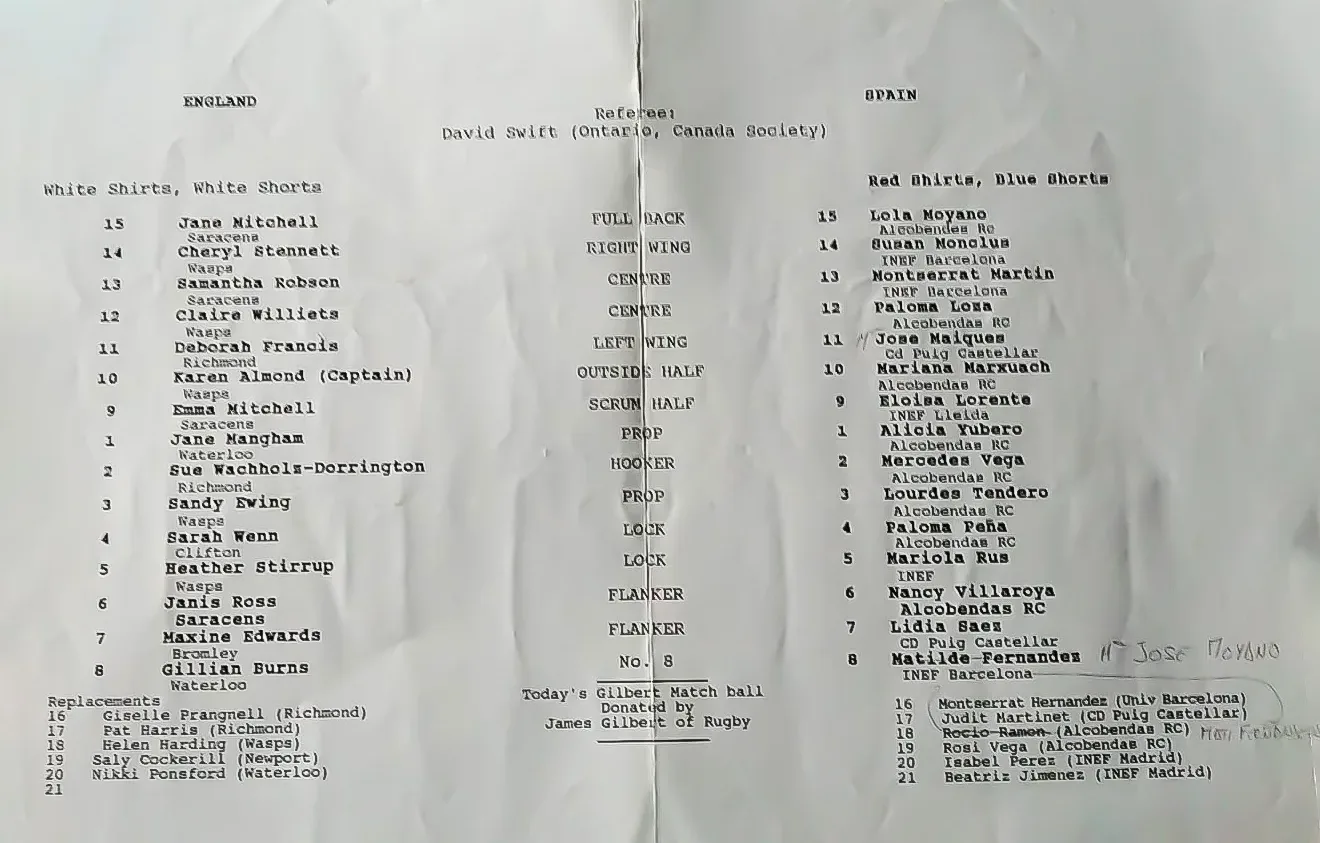 ENGLAND
SPAIN
Referee:
David Swift (Ontario, Canada Society)
White Shirts, White Shorts
Red Shirts, Blue Shorts
15 Jane Mitchell FULL BACK 15 Lola Moyano
Saracens Alcobendes Rc
14 Cheryl Stennett RIGHT WING 14 Susan Monclus
Wasps INEF Barcelona
13 Samantha Robson CENTRE 13 Montserrat Martin
Saracens INEF Barcelona
12 Claire Williets CENTRE 12 Paloma Losa
Wasps Alcobendas RC
11 Deborah Francis LEFT WING 11 Mª Jose Maiques
Richmond Cd Puig Castellar
10 Karen Almond (Captain) OUTSIDE HALF 10 Mariana Marxuach
Wasps Alcobendas RC
9 Emma Mitchell SCRUM HALF 9 Eloisa Lorente
Saracens INEF Lleida
1 Jane Mangham PROP 1 Alicia Yubero
Waterloo Alcobendas RC
2 Sue Wachholz-Dorrington HOOKER 2 Mercedes Vega
Richmond Alcobendas RC
3 Sandy Ewing PROP 3 Lourdes Tendero
Wasps Alcobendas RC
4 Sarah Wenn LOCK 4 Paloma Peña
Clifton Alcobendas RC
5 Heather Stirrup LOCK 5 Mariola Rus
Wasps INEF
6 Janis Ross FLANKER 6 Nancy Villaroya
Saracens Alcobendas RC
7 Maxine Edwards FLANKER 7 Lidia Saez
Bromley CD Puig Castellar
8 Gillian Burns No. 8 8 Matilde Fernandez Mª JOSE MOYANO
Waterloo INEF Barcelona
Replacements
16 Giselle Prangnell (Richmond)
17 Pat Harris (Richmond)
18 Helen Harding (Wasps)
19 Saly Cockerill (Newport)
20 Nikki Ponsford (Waterloo)
21
Today's Gilbert Match ball
Donated by
James Gilbert of Rugby
16 Montserrat Hernandez (Univ Barcelona)
17 Judit Martinet (CD Puig Castellar)
18 Rocio Ramon (Alcobendas RC)
19 Rosi Vega (Alcobendas RC)
20 Isabel Perez (INEF Madrid)
21 Beatriz Jimenez (INEF Madrid)